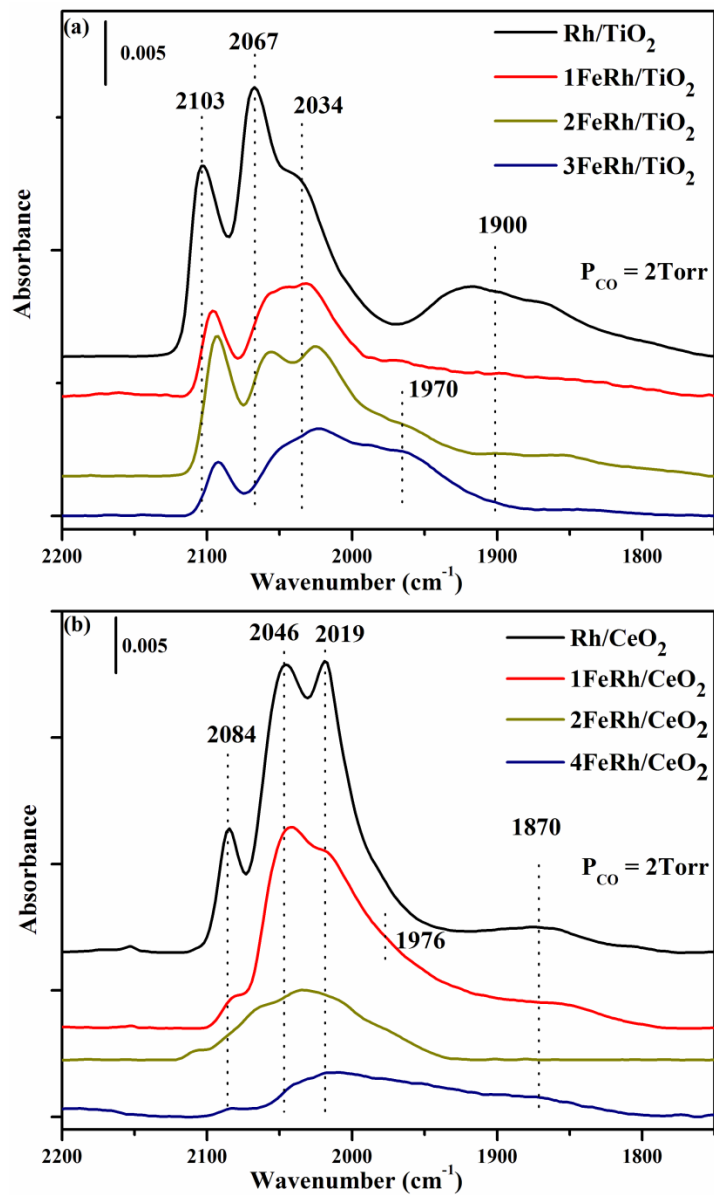 (a)
0.005
2067
2103
2034
Rh/TiO₂
1FeRh/TiO₂
2FeRh/TiO₂
3FeRh/TiO₂
1900
P_CO = 2Torr
1970
Absorbance
2200 2100 2000 1900 1800
Wavenumber (cm⁻¹)
(b)
0.005
2046 2019
2084
Rh/CeO₂
1FeRh/CeO₂
2FeRh/CeO₂
4FeRh/CeO₂
1870
P_CO = 2Torr
1976
Absorbance
2200 2100 2000 1900 1800
Wavenumber (cm⁻¹)